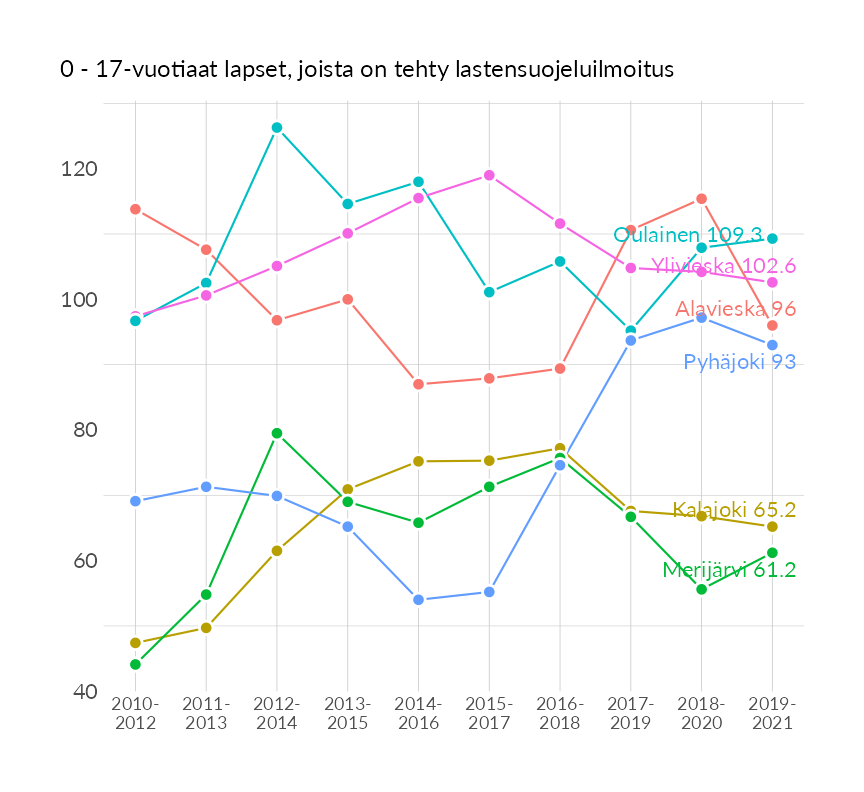 0 - 17-vuotiaat lapset, joista on tehty lastensuojeluilmoitus
120
100
80
60
40
Oulainen 109.3
Ylivieska 102.6
Alavieska 96
Pyhäjoki 93
Kalajoki 65.2
Merijärvi 61.2
2010- 2011- 2012- 2013- 2014- 2015- 2016- 2017- 2018- 2019-
2012 2013 2014 2015 2016 2017 2018 2019 2020 2021